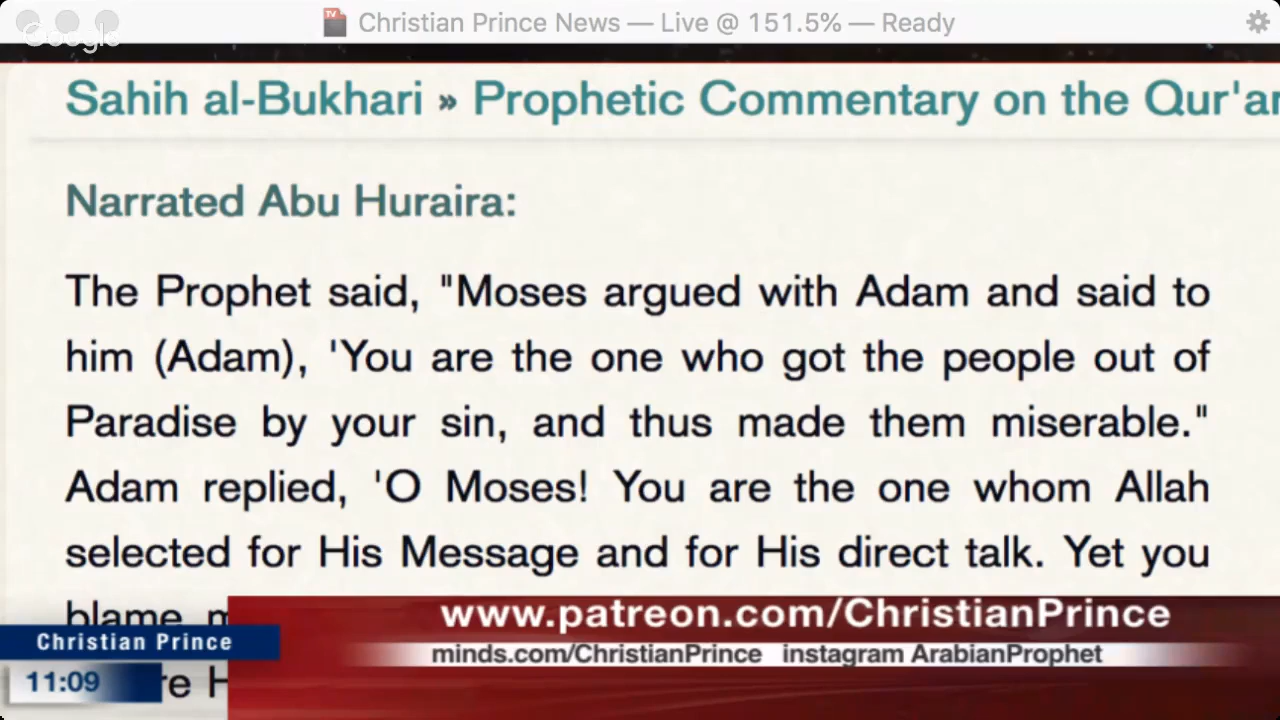 Christian Prince News — Live @ 151.5% — Ready
Google
Sahih al-Bukhari » Prophetic Commentary on the Qur'an
Narrated Abu Huraira:
The Prophet said, "Moses argued with Adam and said to
him (Adam), 'You are the one who got the people out of
Paradise by your sin, and thus made them miserable."
Adam replied, 'O Moses! You are the one whom Allah
selected for His Message and for His direct talk. Yet you
blame
www.patreon.com/ChristianPrince
Christian Prince
minds.com/ChristianPrince instagram ArabianProphet
11:09